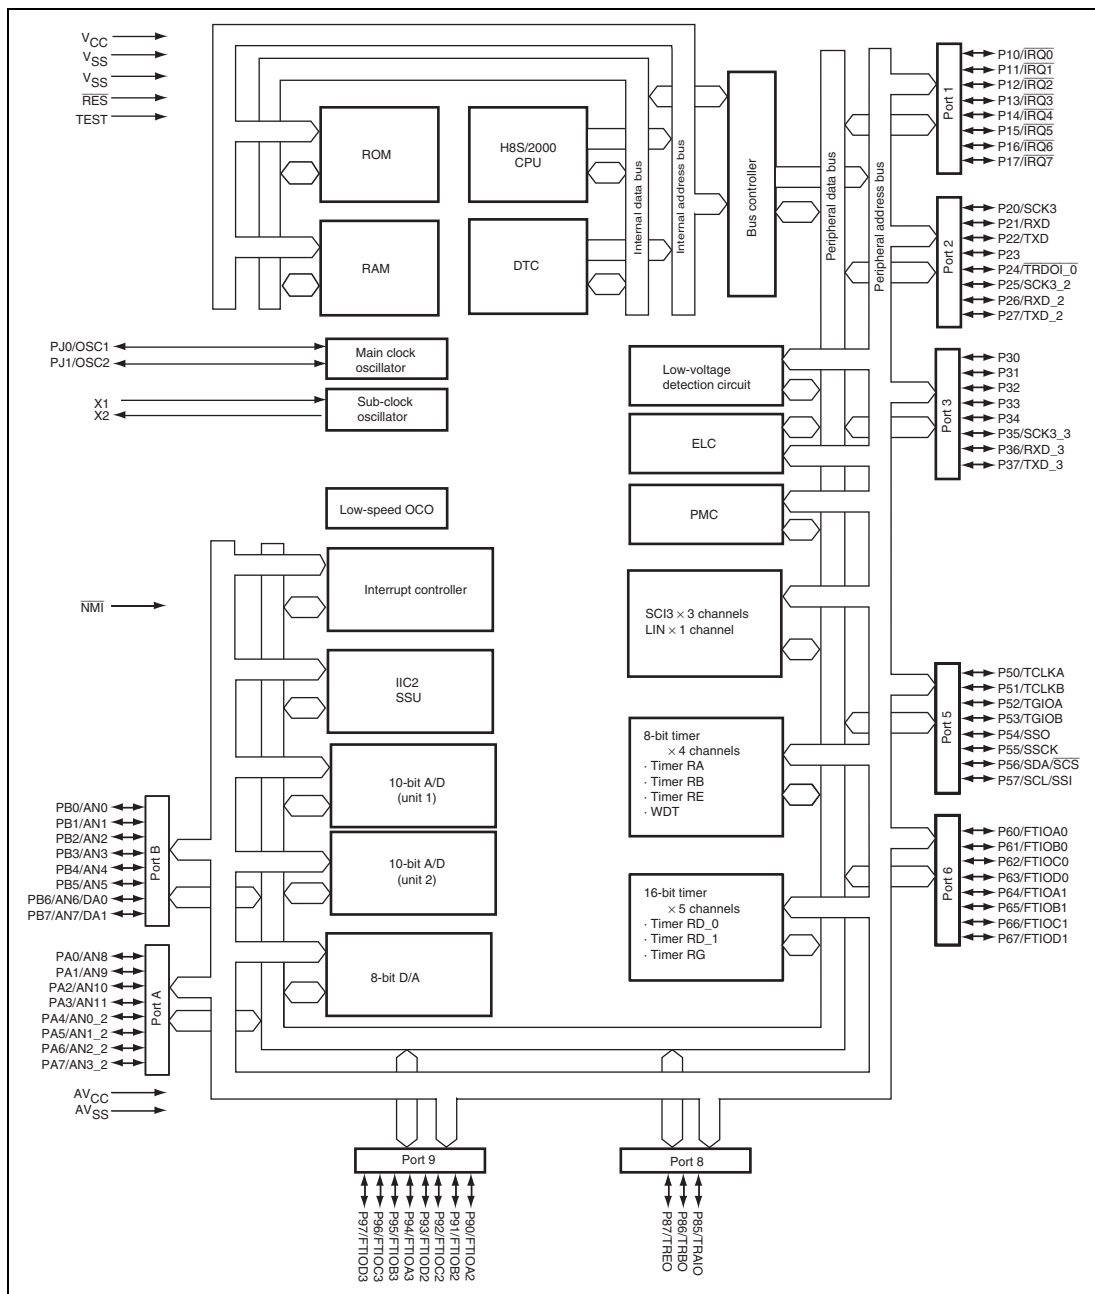 VCC
VSS
VSS
RES
TEST
ROM
H8S/2000
CPU
RAM
DTC
Internal data bus
Internal address bus
Bus controller
Peripheral data bus
Peripheral address bus
Port 1
P10/IRQ0
P11/IRQ1
P12/IRQ2
P13/IRQ3
P14/IRQ4
P15/IRQ5
P16/IRQ6
P17/IRQ7
Port 2
P20/SCK3
P21/RXD
P22/TXD
P23
P24/TRDOI_0
P25/SCK3_2
P26/RXD_2
P27/TXD_2
PJ0/OSC1
PJ1/OSC2
Main clock
oscillator
X1
X2
Sub-clock
oscillator
Low-speed OCO
Low-voltage
detection circuit
ELC
PMC
Port 3
P30
P31
P32
P33
P34
P35/SCK3_3
P36/RXD_3
P37/TXD_3
NMI
Interrupt controller
SCI3 × 3 channels
LIN × 1 channel
IIC2
SSU
10-bit A/D
(unit 1)
10-bit A/D
(unit 2)
8-bit D/A
8-bit timer
× 4 channels
· Timer RA
· Timer RB
· Timer RE
· WDT
16-bit timer
× 5 channels
· Timer RD_0
· Timer RD_1
· Timer RG
Port 5
P50/TCLKA
P51/TCLKB
P52/TGIOA
P53/TGIOB
P54/SSO
P55/SSCK
P56/SDA/SCS
P57/SCL/SSI
Port 6
P60/FTIOA0
P61/FTIOB0
P62/FTIOC0
P63/FTIOD0
P64/FTIOA1
P65/FTIOB1
P66/FTIOC1
P67/FTIOD1
PB0/AN0
PB1/AN1
PB2/AN2
PB3/AN3
PB4/AN4
PB5/AN5
PB6/AN6/DA0
PB7/AN7/DA1
Port B
PA0/AN8
PA1/AN9
PA2/AN10
PA3/AN11
PA4/AN0_2
PA5/AN1_2
PA6/AN2_2
PA7/AN3_2
Port A
AVCC
AVSS
Port 9
P97/FTIOD3
P96/FTIOC3
P95/FTIOB3
P94/FTIOA3
P93/FTIOD2
P92/FTIOC2
P91/FTIOB2
P90/FTIOA2
Port 8
P87/TREO
P86/TRBO
P85/TRAIO